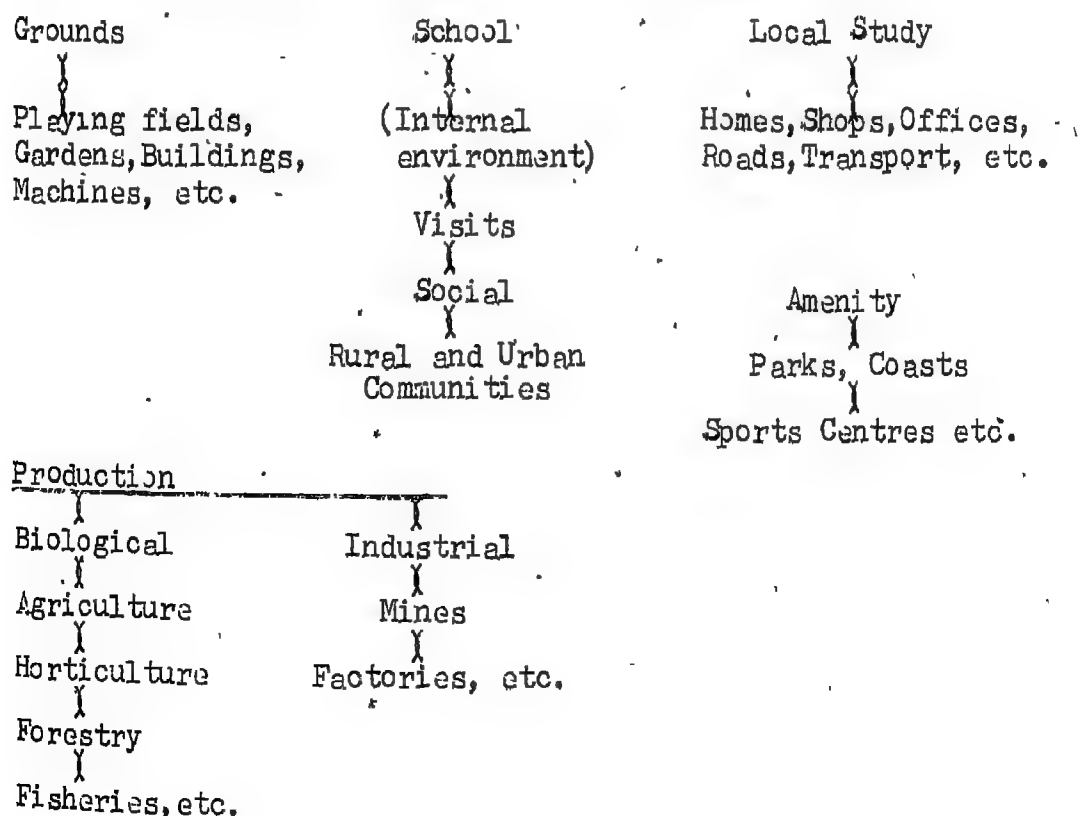 Grounds
School
Local Study
Playing fields,
Gardens,Buildings,
Machines, etc.
(Internal
environment)
Homes,Shops,Offices,
Roads,Transport, etc.
Visits
Social
Rural and Urban
Communities
Amenity
Parks, Coasts
Sports Centres etc.
Production
Biological
Agriculture
Horticulture
Forestry
Fisheries,etc.
Industrial
Mines
Factories, etc.